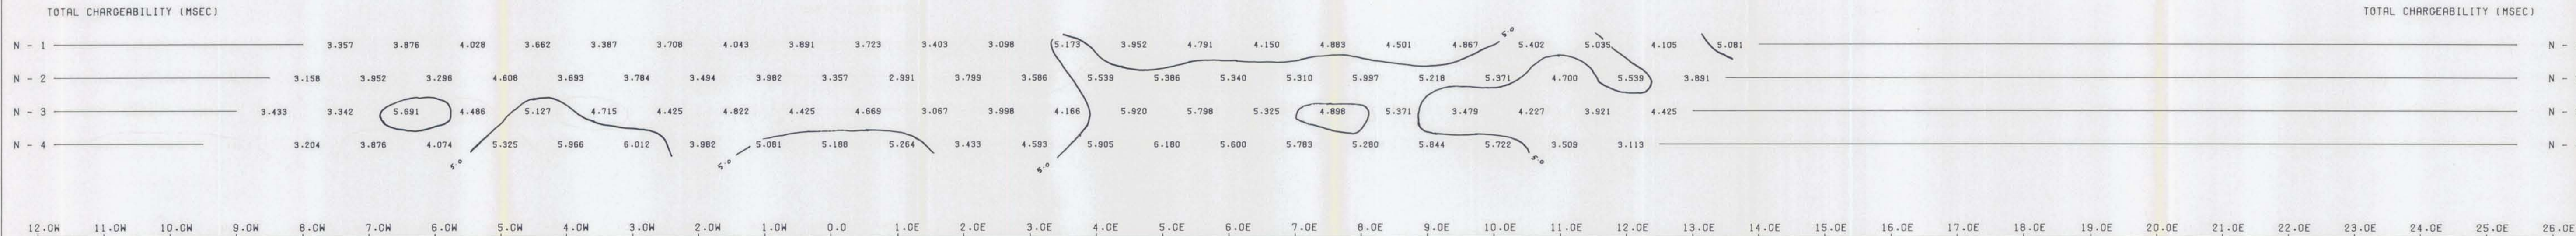 TOTAL CHARGEABILITY (MSEC) TOTAL CHARGEABILITY (MSEC)
5.0
N - 1 3.357 3.876 4.028 3.662 3.387 3.708 4.043 3.891 3.723 3.403 3.098 5.173 3.952 4.791 4.150 4.883 4.501 4.867 5.402 5.035 4.105 5.081 N -
N - 2 3.158 3.952 3.296 4.608 3.693 3.784 3.494 3.982 3.357 2.991 3.799 3.586 5.539 5.386 5.340 5.310 5.997 5.218 5.371 4.700 5.539 3.891 N -
N - 3 3.433 3.342 5.691 4.486 5.127 4.715 4.425 4.822 4.425 4.669 3.067 3.998 4.166 5.920 5.798 5.325 4.898 5.371 3.479 4.227 3.921 4.425 N -
N - 4 3.204 3.876 4.074 5.325 5.966 6.012 3.982 5.081 5.188 5.264 3.433 4.593 5.905 6.180 5.600 5.783 5.280 5.844 5.722 3.509 3.113 N -
5.0 5.0 5.0 5.0
12.0W 11.0W 10.0W 9.0W 8.0W 7.0W 6.0W 5.0W 4.0W 3.0W 2.0W 1.0W 0.0 1.0E 2.0E 3.0E 4.0E 5.0E 6.0E 7.0E 8.0E 9.0E 10.0E 11.0E 12.0E 13.0E 14.0E 15.0E 16.0E 17.0E 18.0E 19.0E 20.0E 21.0E 22.0E 23.0E 24.0E 25.0E 26.0E